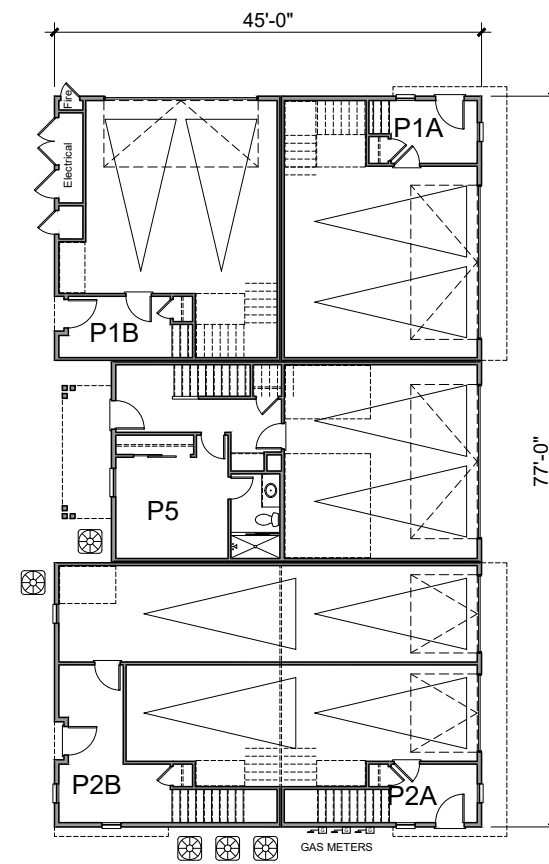 45'-0"
Fire
P1A
Electrical
P1B
77'-0"
P5
P2B
P2A
GAS METERS